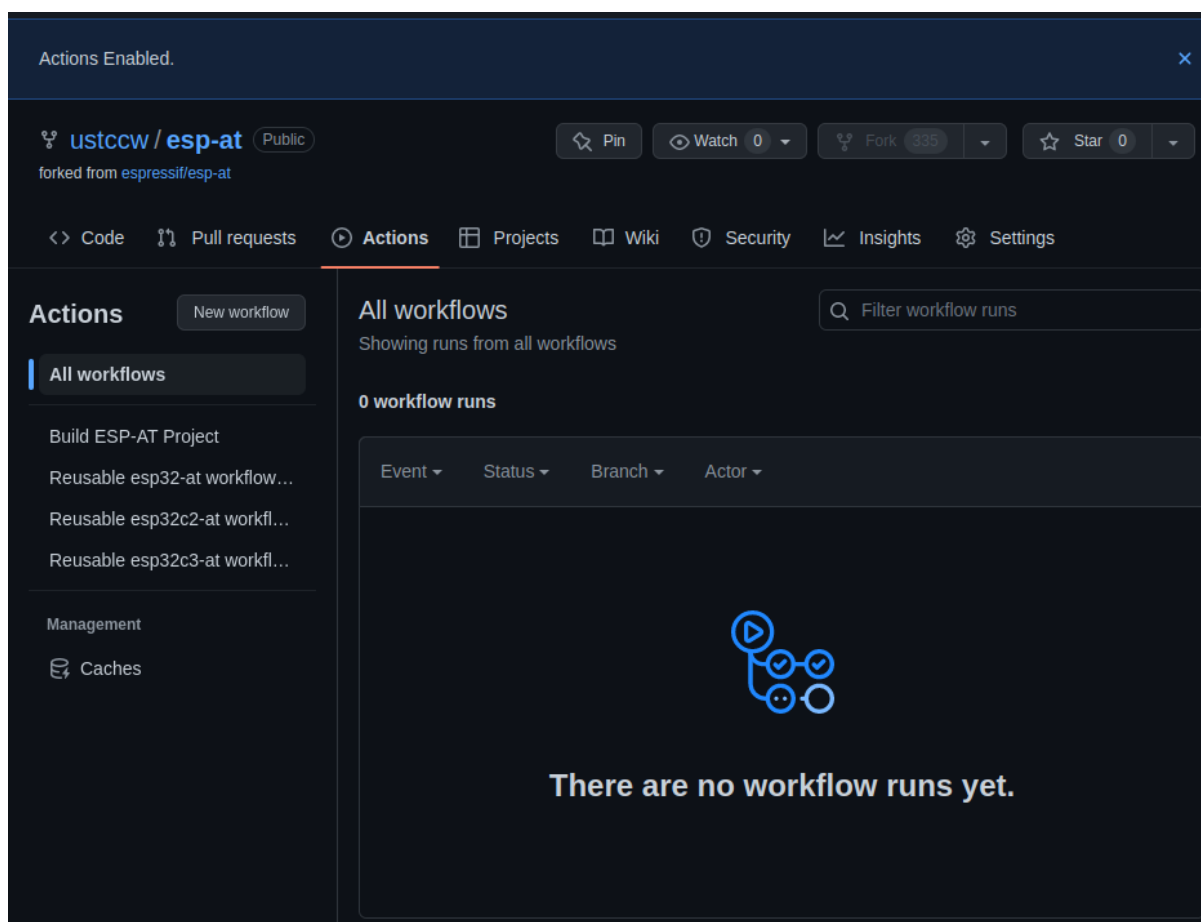 Actions Enabled.
ustccw / esp-at Public
Pin
Watch 0
Fork 335
Star 0
forked from espressif/esp-at
Code
Pull requests
Actions
Projects
Wiki
Security
Insights
Settings
Actions
New workflow
All workflows
Build ESP-AT Project
Reusable esp32-at workflow…
Reusable esp32c2-at workfl…
Reusable esp32c3-at workfl…
Management
Caches
All workflows
Showing runs from all workflows
Filter workflow runs
0 workflow runs
Event
Status
Branch
Actor
There are no workflow runs yet.